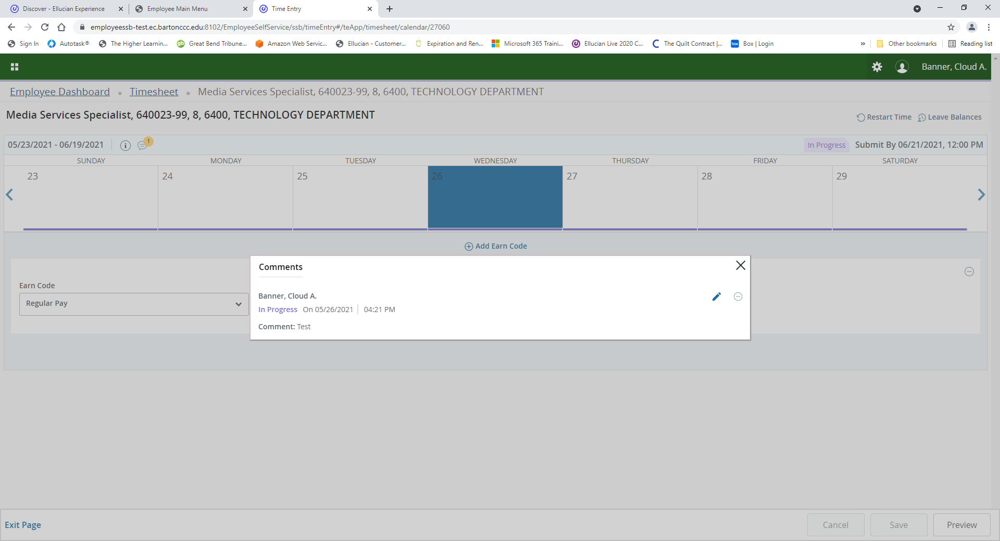 Discover - Ellucian Experience
Employee Main Menu
Time Entry
employeessb-test.ec.bartonccc.edu:8102/EmployeeSelfService/ssb/timeEntry#/teApp/timesheet/calendar/27060
Sign In
Autotask®
The Higher Learnin...
gb
Great Bend Tribune...
Amazon Web Servic...
Ellucian - Customer...
Expiration and Ren...
Microsoft 365 Traini...
Ellucian Live 2020 C...
The Quilt Contract |...
box
Box | Login
»
Other bookmarks
Reading list
Banner, Cloud A.
Employee Dashboard • Timesheet • Media Services Specialist, 640023-99, 8, 6400, TECHNOLOGY DEPARTMENT
Media Services Specialist, 640023-99, 8, 6400, TECHNOLOGY DEPARTMENT
Restart Time
Leave Balances
05/23/2021 - 06/19/2021
1
In Progress
Submit By 06/21/2021, 12:00 PM
SUNDAY MONDAY TUESDAY WEDNESDAY THURSDAY FRIDAY SATURDAY
23 24 25 26 27 28 29
Add Earn Code
Comments
Earn Code
Regular Pay
Banner, Cloud A.
In Progress On 05/26/2021 | 04:21 PM
Comment: Test
Exit Page
Cancel
Save
Preview